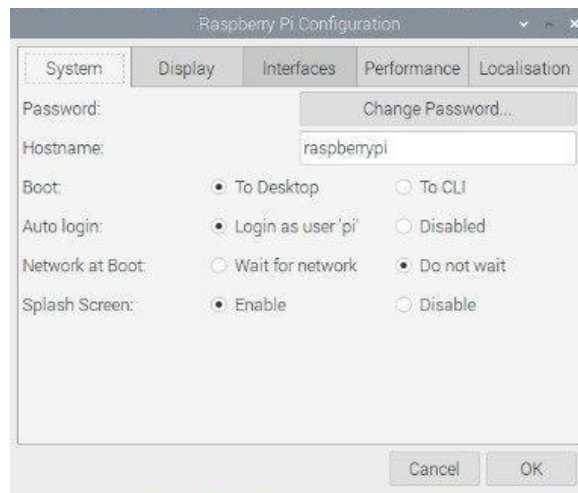 Raspberry Pi Configuration
System Display Interfaces Performance Localisation
Password: Change Password...
Hostname: raspberrypi
Boot: To Desktop To CLI
Auto login: Login as user 'pi' Disabled
Network at Boot: Wait for network Do not wait
Splash Screen: Enable Disable
Cancel OK